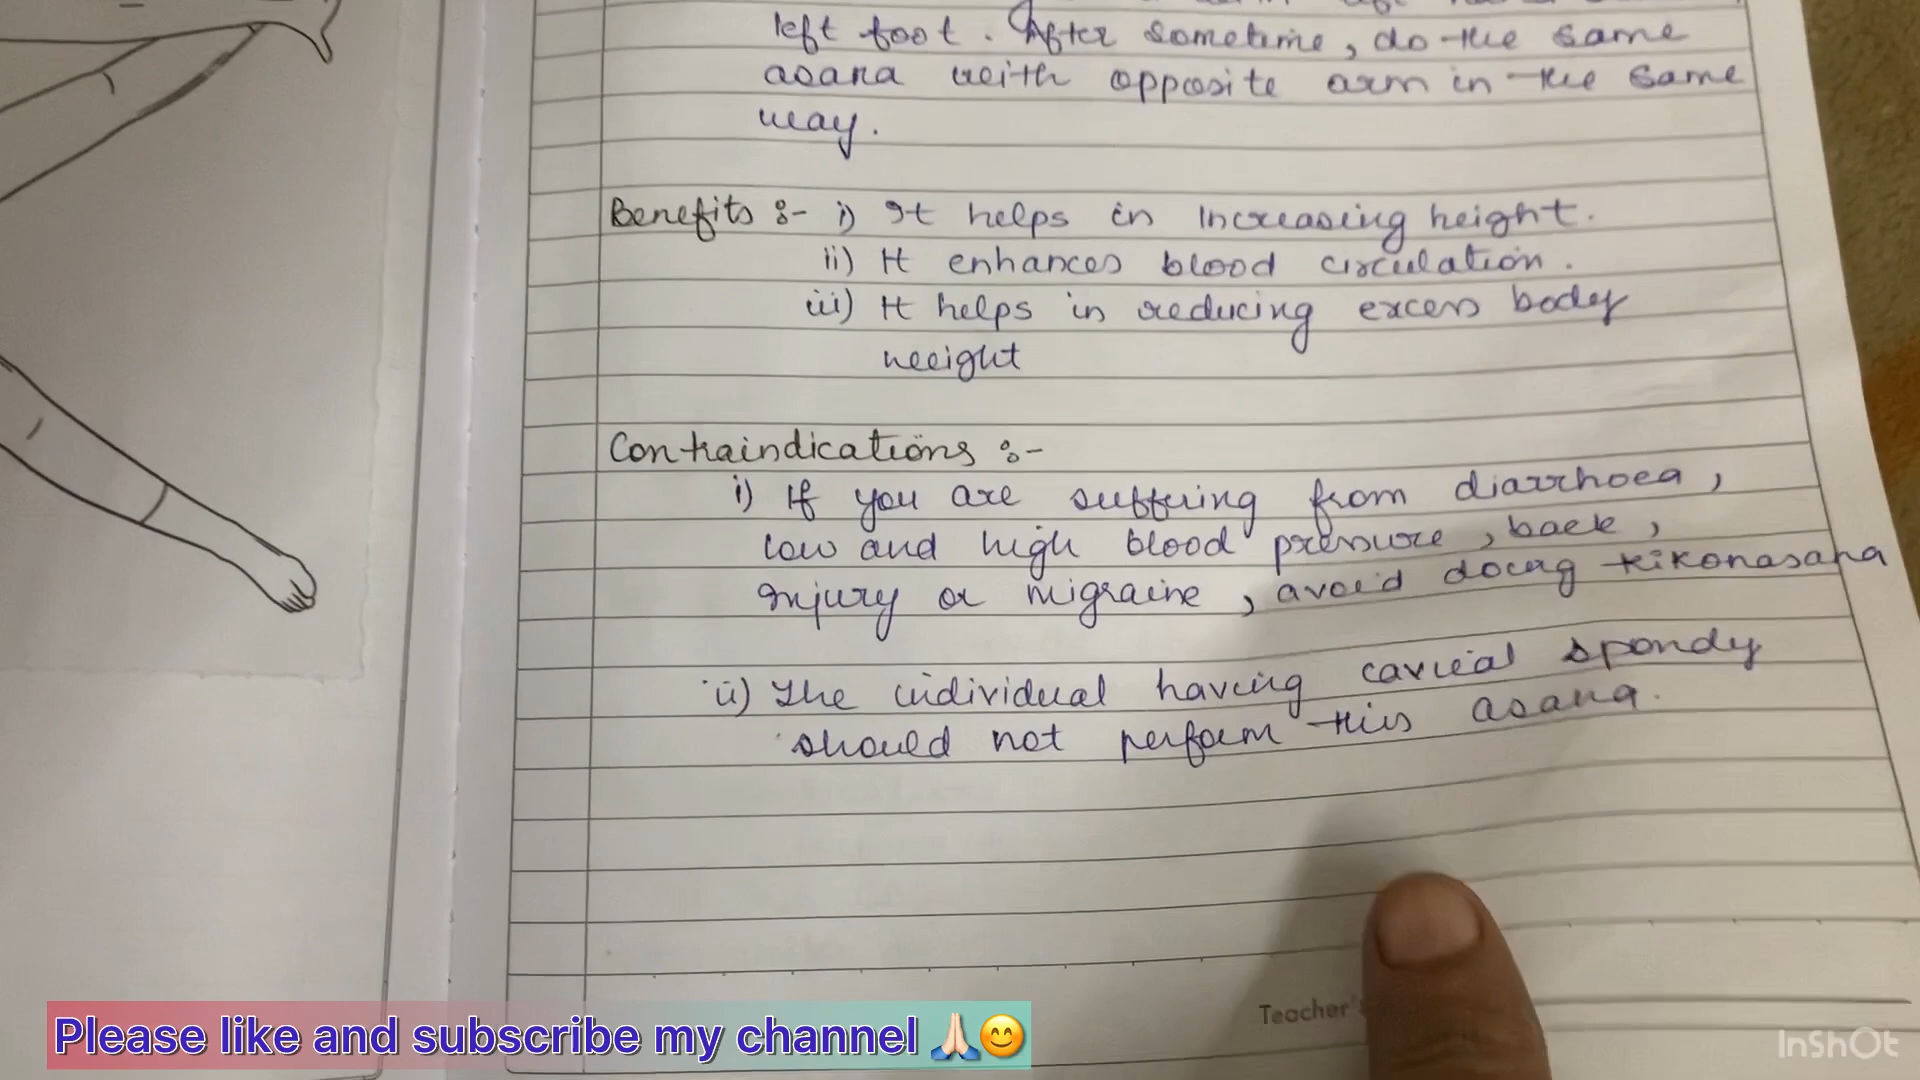 left foot. After sometime, do the same
asana with opposite arm in the same
way.
Benefits :- i) It helps in Increasing height.
ii) It enhances blood circulation.
iii) It helps in reducing excess body
weight
Contraindications :-
i) If you are suffering from diarrhoea,
low and high blood pressure, back,
Injury or migraine, avoid doing trikonasana
ii) The individual having cavical spondy
should not perform this asana.
Teacher's
Please like and subscribe my channel 🙏🏻😊
InShOt